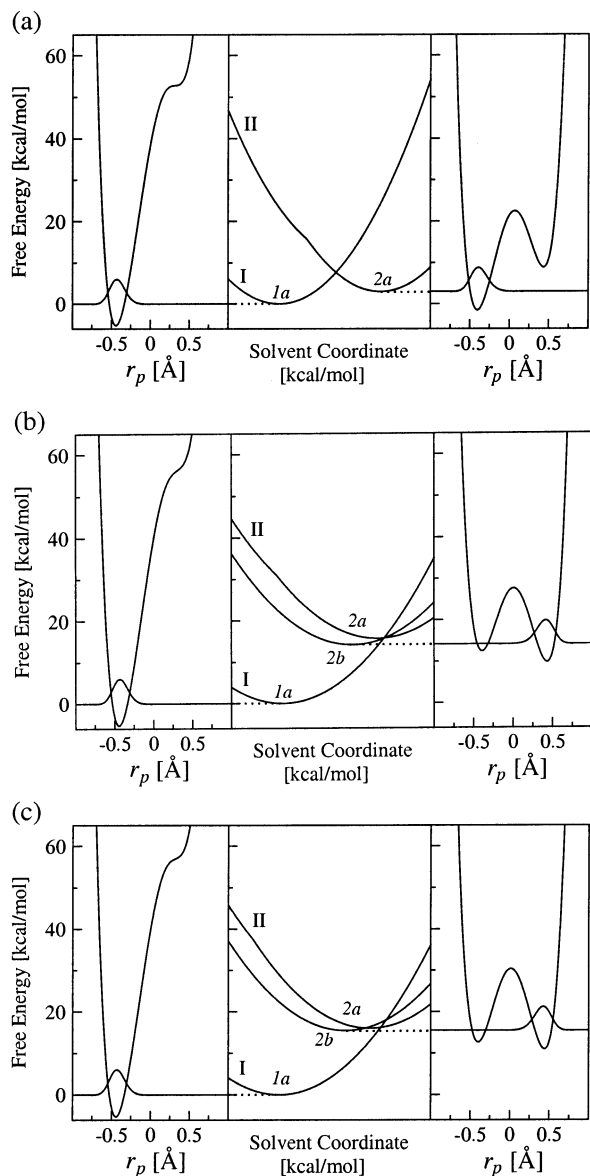 (a)
Free Energy [kcal/mol]
60
40
20
0
II
I
1a
2a
-0.5 0 0.5
r_p [Å]
Solvent Coordinate
[kcal/mol]
-0.5 0 0.5
r_p [Å]
(b)
Free Energy [kcal/mol]
60
40
20
0
II
I
2a
2b
1a
-0.5 0 0.5
r_p [Å]
Solvent Coordinate
[kcal/mol]
-0.5 0 0.5
r_p [Å]
(c)
Free Energy [kcal/mol]
60
40
20
0
II
I
2a
2b
1a
-0.5 0 0.5
r_p [Å]
Solvent Coordinate
[kcal/mol]
-0.5 0 0.5
r_p [Å]